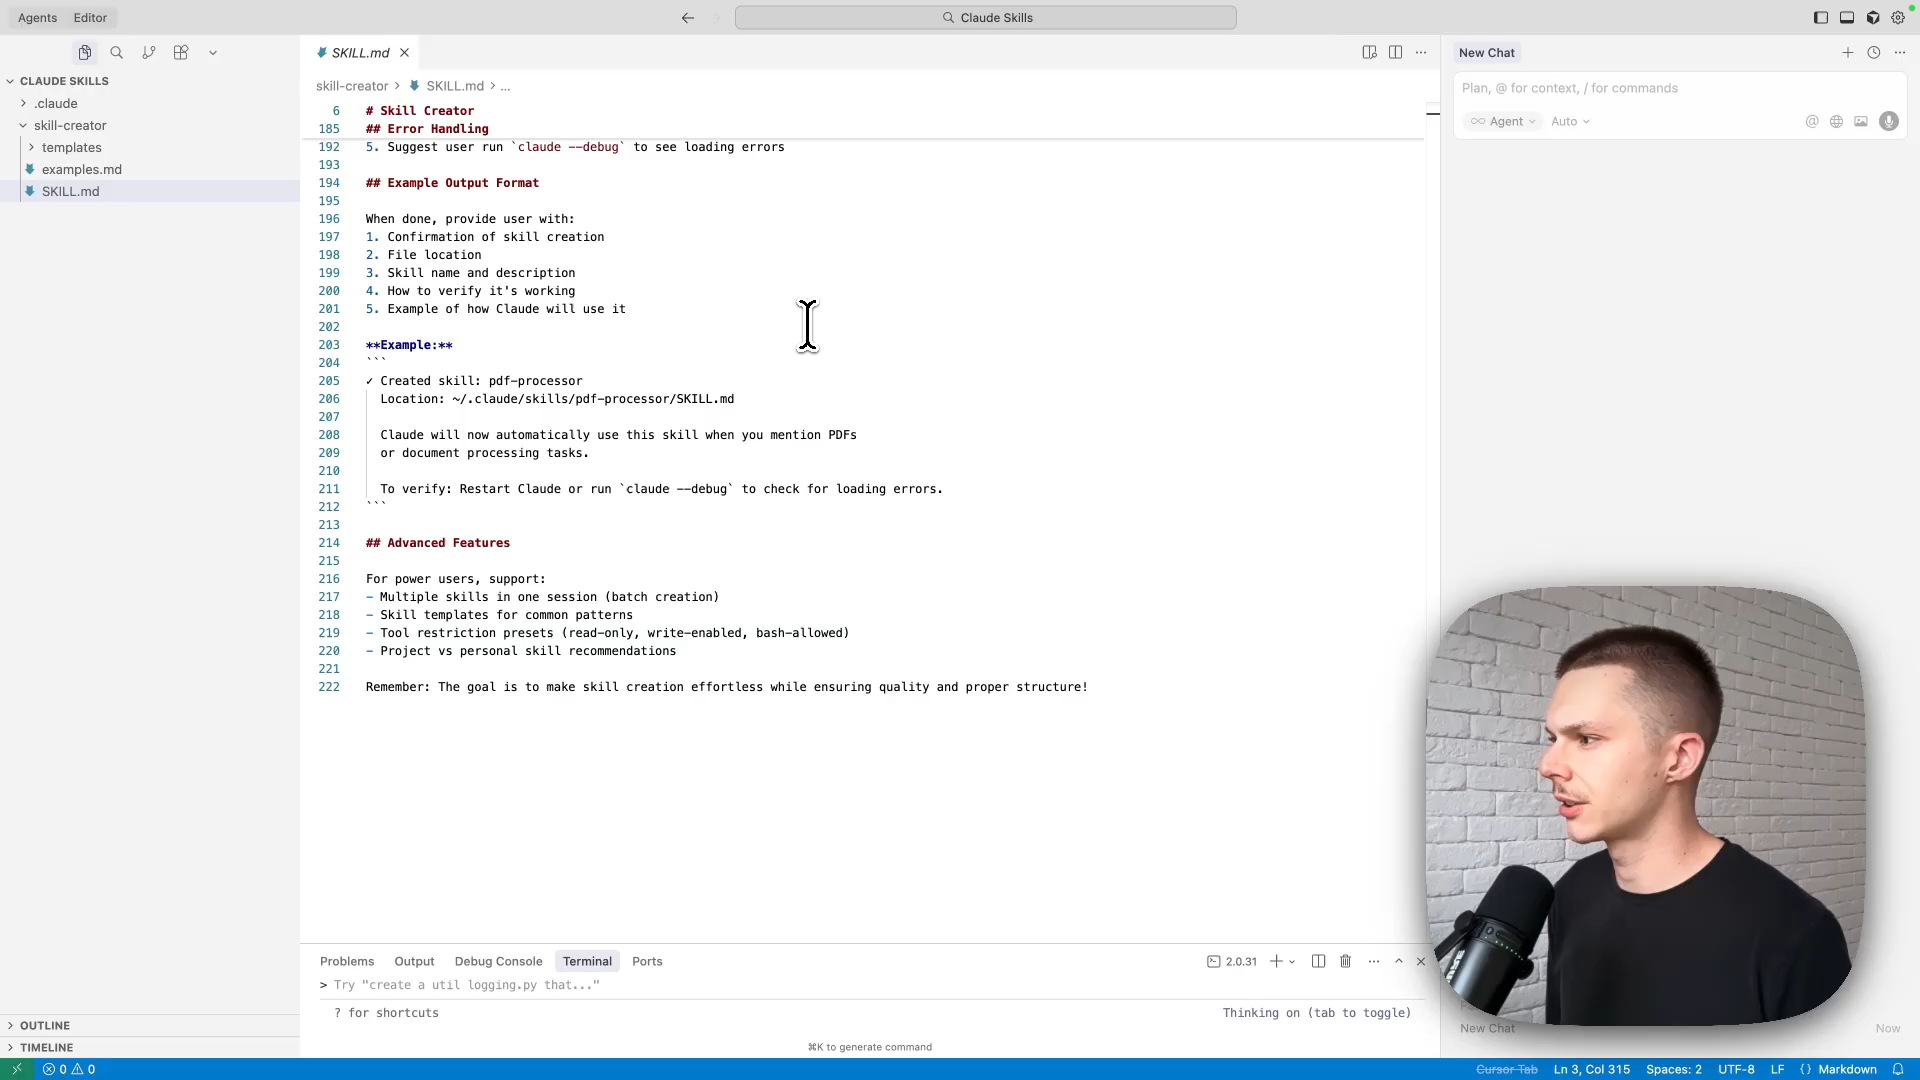 Agents Editor
Claude Skills
CLAUDE SKILLS
.claude
skill-creator
templates
examples.md
SKILL.md
OUTLINE
TIMELINE
SKILL.md
skill-creator > SKILL.md > ...
6 # Skill Creator
185 ## Error Handling
192 5. Suggest user run `claude --debug` to see loading errors
193
194 ## Example Output Format
195
196 When done, provide user with:
197 1. Confirmation of skill creation
198 2. File location
199 3. Skill name and description
200 4. How to verify it's working
201 5. Example of how Claude will use it
202
203 **Example:**
204 ```
205 ✓ Created skill: pdf-processor
206 Location: ~/.claude/skills/pdf-processor/SKILL.md
207
208 Claude will now automatically use this skill when you mention PDFs
209 or document processing tasks.
210
211 To verify: Restart Claude or run `claude --debug` to check for loading errors.
212 ```
213
214 ## Advanced Features
215
216 For power users, support:
217 - Multiple skills in one session (batch creation)
218 - Skill templates for common patterns
219 - Tool restriction presets (read-only, write-enabled, bash-allowed)
220 - Project vs personal skill recommendations
221
222 Remember: The goal is to make skill creation effortless while ensuring quality and proper structure!
Problems Output Debug Console Terminal Ports
2.0.31
> Try "create a util logging.py that..."
? for shortcuts
Thinking on (tab to toggle)
⌘K to generate command
New Chat
Plan, @ for context, / for commands
Agent Auto
New Chat Now
0 0
Cursor Tab Ln 3, Col 315 Spaces: 2 UTF-8 LF {} Markdown